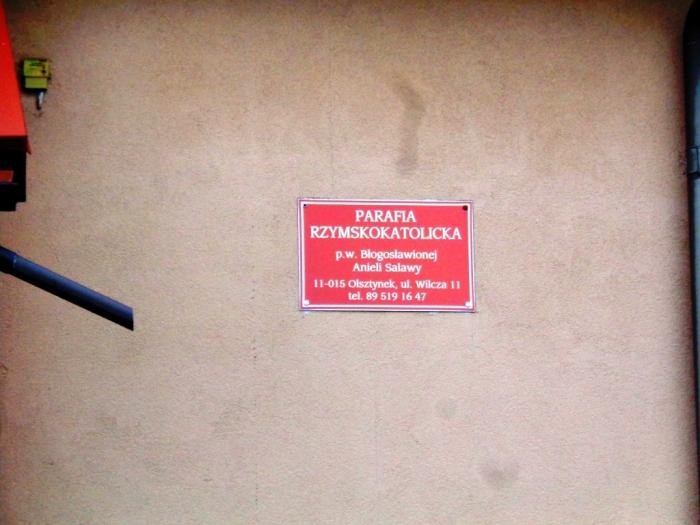 PARAFIA
RZYMSKOKATOLICKA
p.w. Błogosławionej
Anieli Salawy
11-015 Olsztynek, ul. Wilcza 11
tel. 89 519 16 47